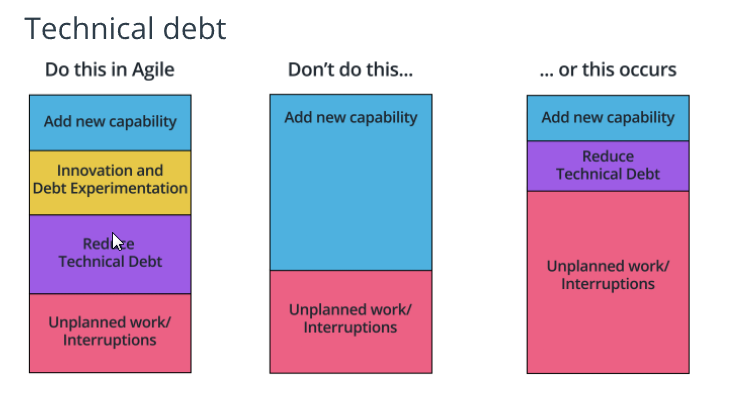 Technical debt
Do this in Agile
Don't do this...
... or this occurs
Add new capability
Innovation and
Debt Experimentation
Reduce
Technical Debt
Unplanned work/
Interruptions
Add new capability
Unplanned work/
Interruptions
Add new capability
Reduce
Technical Debt
Unplanned work/
Interruptions